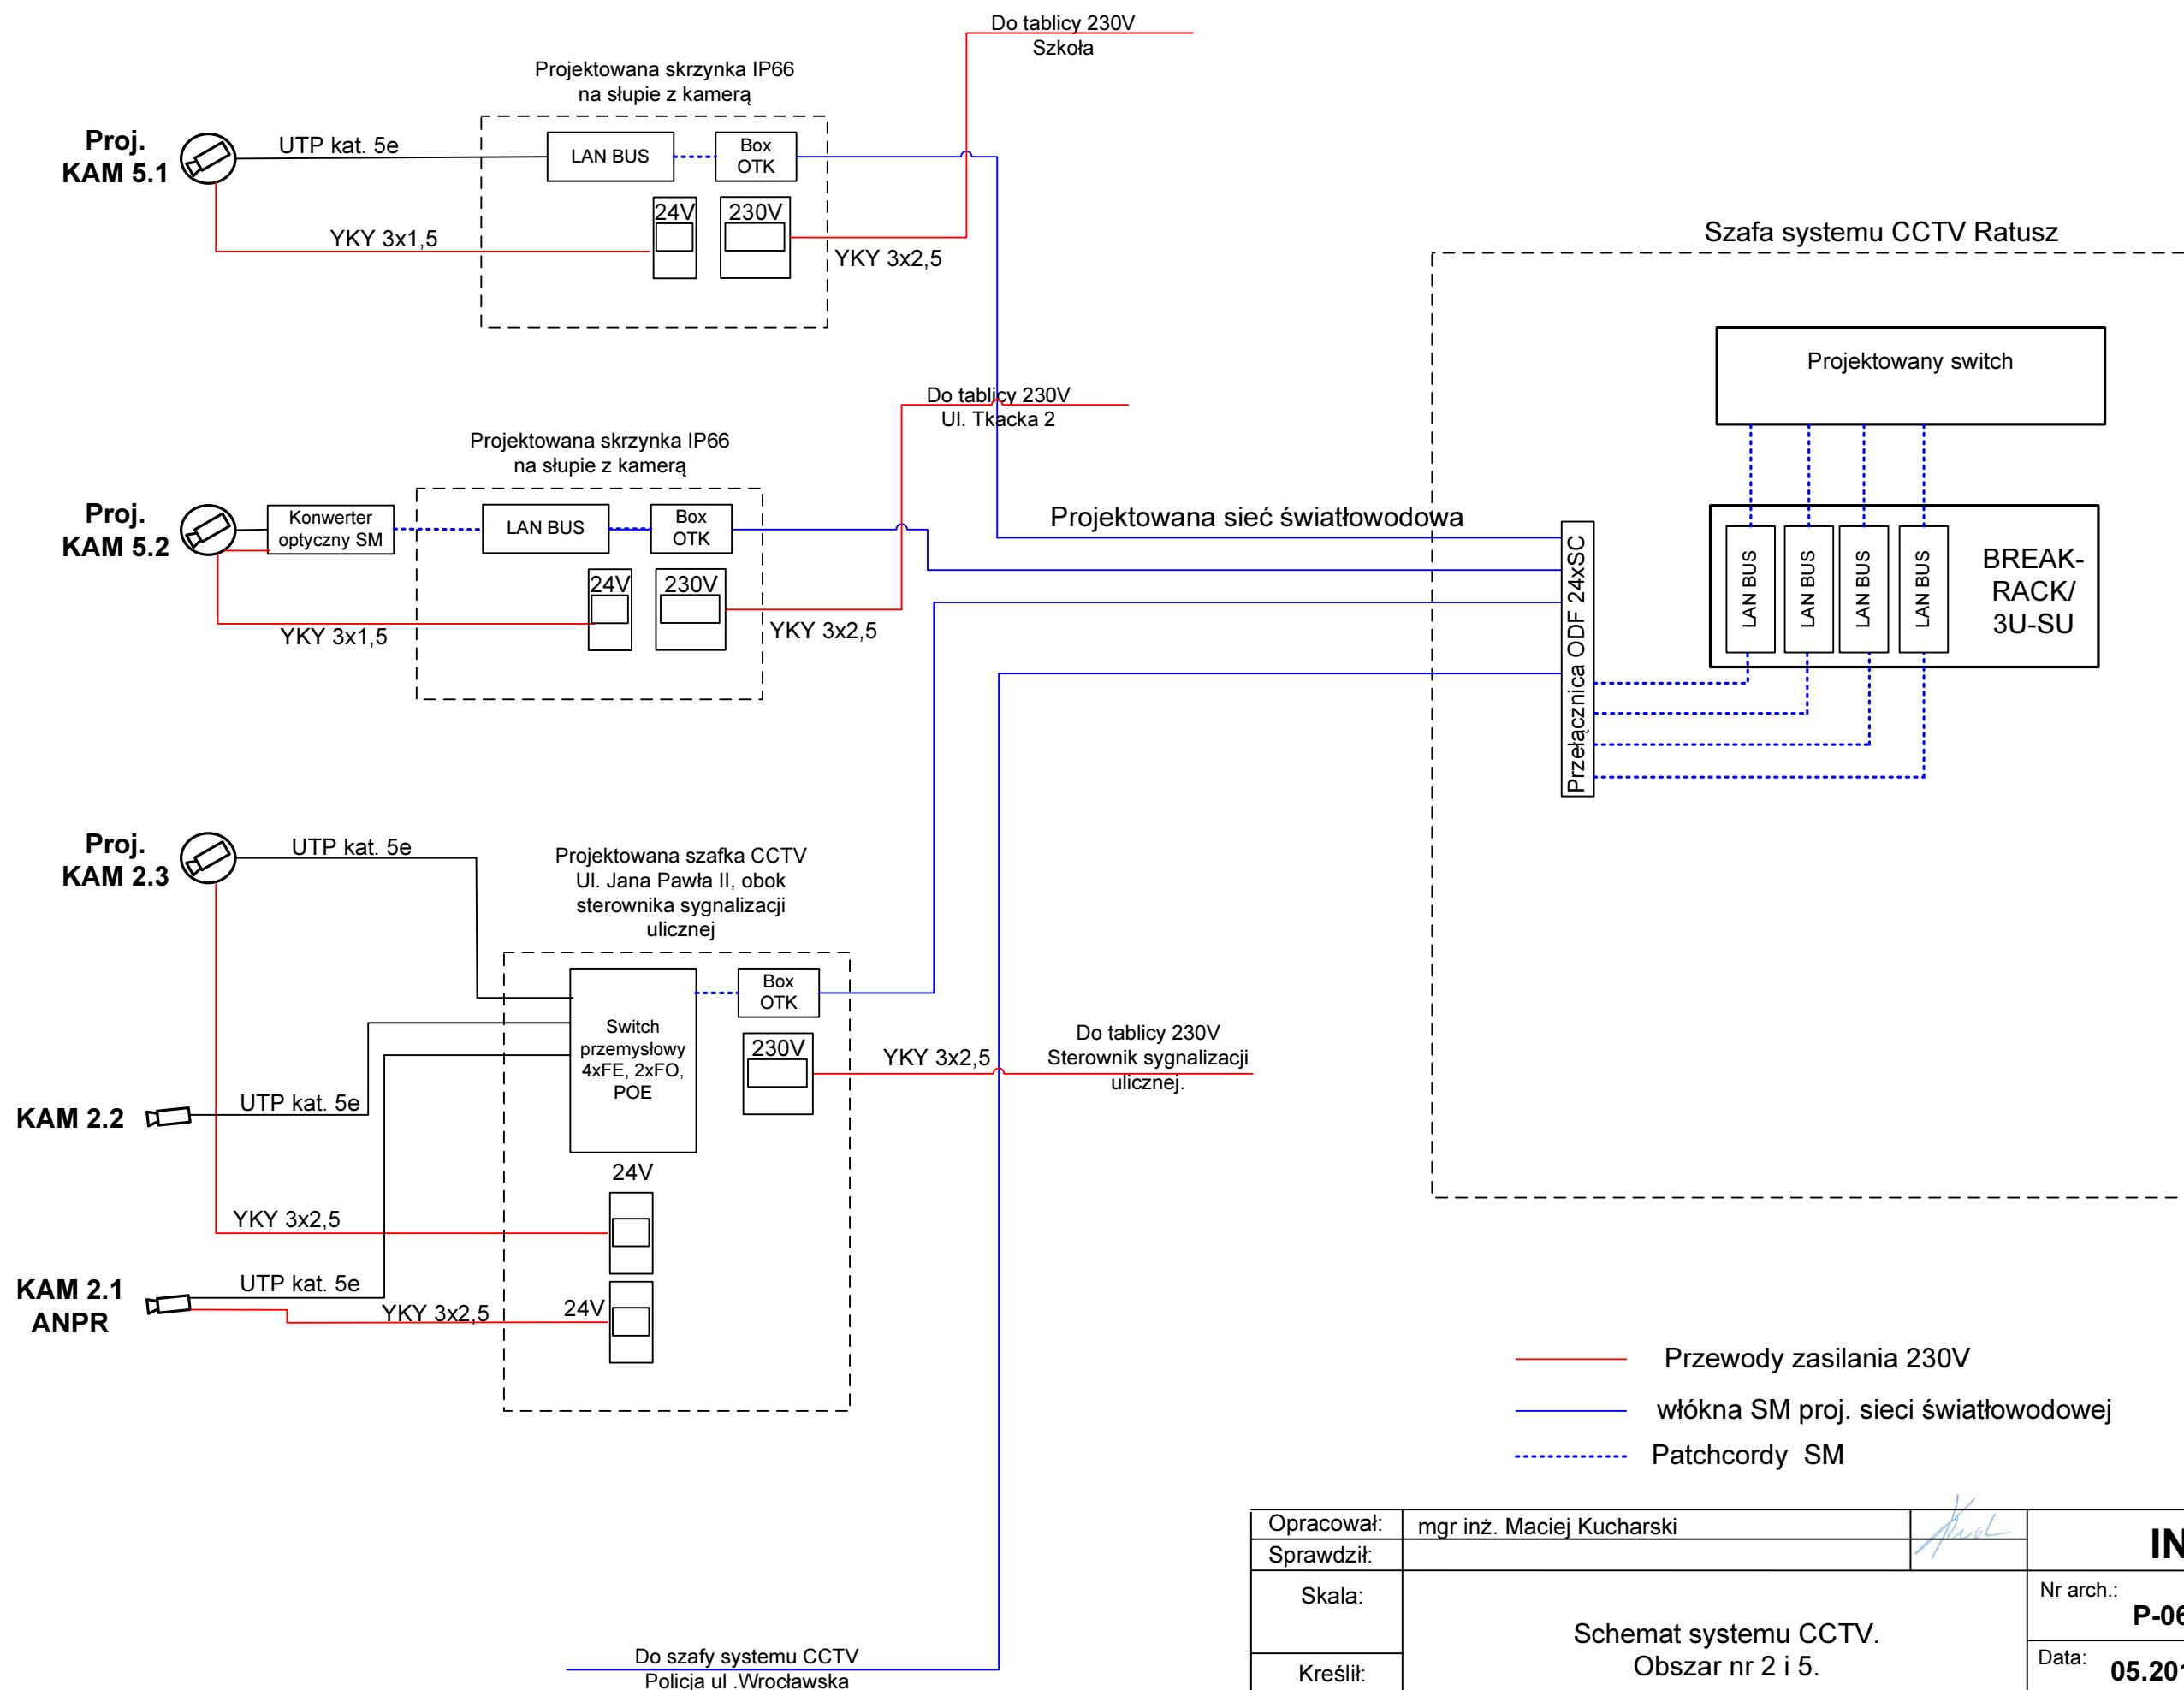 Do tablicy 230V
Szkoła
Projektowana skrzynka IP66
na słupie z kamerą
Proj.
KAM 5.1
UTP kat. 5e
LAN BUS
Box
OTK
24V
230V
YKY 3x1,5
YKY 3x2,5
Szafa systemu CCTV Ratusz
Projektowany switch
Do tablicy 230V
Ul. Tkacka 2
Projektowana skrzynka IP66
na słupie z kamerą
Proj.
KAM 5.2
Konwerter
optyczny SM
LAN BUS
Box
OTK
24V
230V
YKY 3x1,5
YKY 3x2,5
Projektowana sieć światłowodowa
Przełącznica ODF 24xSC
LAN BUS
LAN BUS
LAN BUS
LAN BUS
BREAK-
RACK/
3U-SU
Proj.
KAM 2.3
UTP kat. 5e
Projektowana szafka CCTV
Ul. Jana Pawła II, obok
sterownika sygnalizacji
ulicznej
Switch
przemysłowy
4xFE, 2xFO,
POE
Box
OTK
230V
YKY 3x2,5
Do tablicy 230V
Sterownik sygnalizacji
ulicznej.
KAM 2.2
UTP kat. 5e
24V
YKY 3x2,5
KAM 2.1
ANPR
UTP kat. 5e
YKY 3x2,5
24V
Przewody zasilania 230V
włókna SM proj. sieci światłowodowej
Patchcordy SM
Do szafy systemu CCTV
Policja ul .Wrocławska
Opracował:
mgr inż. Maciej Kucharski
Sprawdził:
Skala:
Kreślił:
Schemat systemu CCTV.
Obszar nr 2 i 5.
IN
Nr arch.:
P-06
Data:
05.201